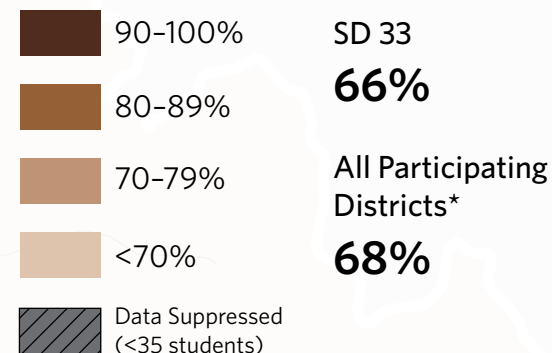 90–100%
80–89%
70–79%
<70%
Data Suppressed
(<35 students)
SD 33
66%
All Participating
Districts*
68%